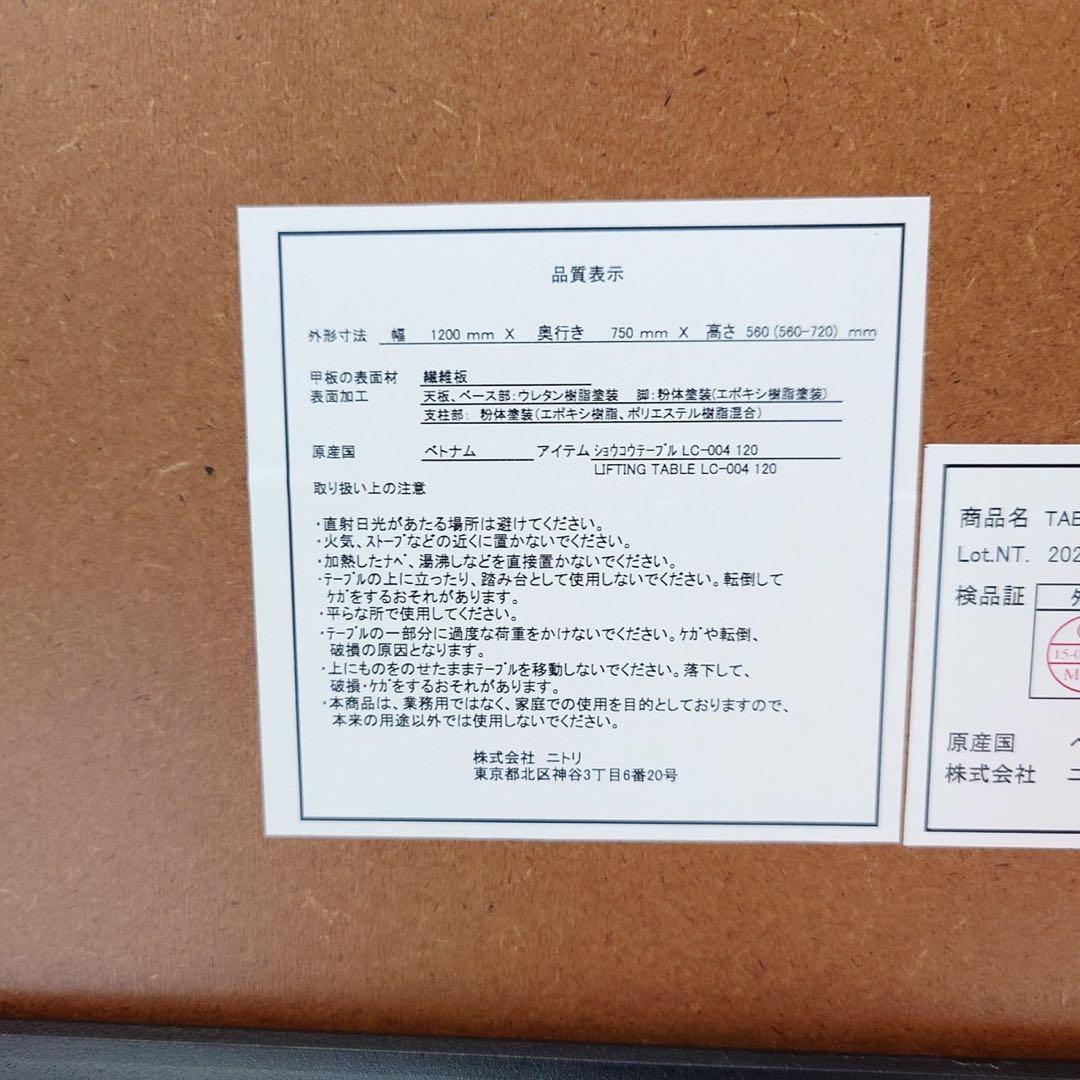 品質表示
外形寸法 幅 1200 mm X 奥行き 750 mm X 高さ 560 (560-720) mm
甲板の表面材 繊維板
表面加工 天板、ベース部:ウレタン樹脂塗装 脚:粉体塗装(エポキシ樹脂塗装)
支柱部: 粉体塗装(エポキシ樹脂、ポリエステル樹脂混合)
原産国 ベトナム アイテム ショウコウテーブル LC-004 120
LIFTING TABLE LC-004 120
取り扱い上の注意
・直射日光があたる場所は避けてください。
・火気、ストーブなどの近くに置かないでください。
・加熱したナベ、湯沸しなどを直接置かないでください。
・テーブルの上に立ったり、踏み台として使用しないでください。転倒して
ケガをするおそれがあります。
・平らな所で使用してください。
・テーブルの一部分に過度な荷重をかけないでください。ケガや転倒、
破損の原因となります。
・上にものをのせたままテーブルを移動しないでください。落下して、
破損・ケガをするおそれがあります。
・本商品は、業務用ではなく、家庭での使用を目的としておりますので、
本来の用途以外では使用しないでください。
株式会社 ニトリ
東京都北区神谷3丁目6番20号
商品名 TAB
Lot.NT. 202
検品証
15-0
M
原産国
株式会社 ニ